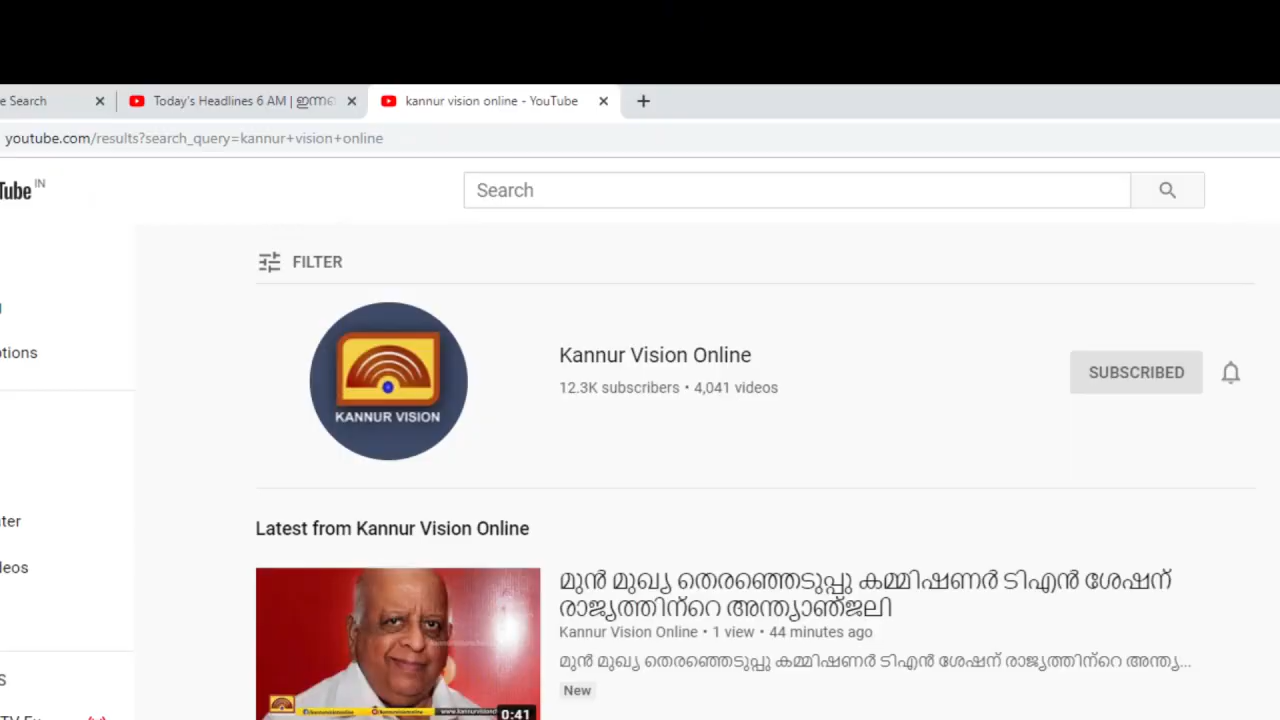 e Search
Today's Headlines 6 AM | ഇന്നത
kannur vision online - YouTube
youtube.com/results?search_query=kannur+vision+online
Tube IN
Search
FILTER
KANNUR VISION
Kannur Vision Online
12.3K subscribers • 4,041 videos
SUBSCRIBED
ptions
Latest from Kannur Vision Online
ater
leos
മുൻ മുഖ്യ തെരഞ്ഞെടുപ്പു കമ്മിഷണർ ടിഎൻ ശേഷന്
രാജ്യത്തിന്റെ അന്ത്യാഞ്ജലി
Kannur Vision Online • 1 view • 44 minutes ago
മുൻ മുഖ്യ തെരഞ്ഞെടുപ്പു കമ്മിഷണർ ടിഎൻ ശേഷന് രാജ്യത്തിന്റെ അന്ത്യ...
New
0:41
S